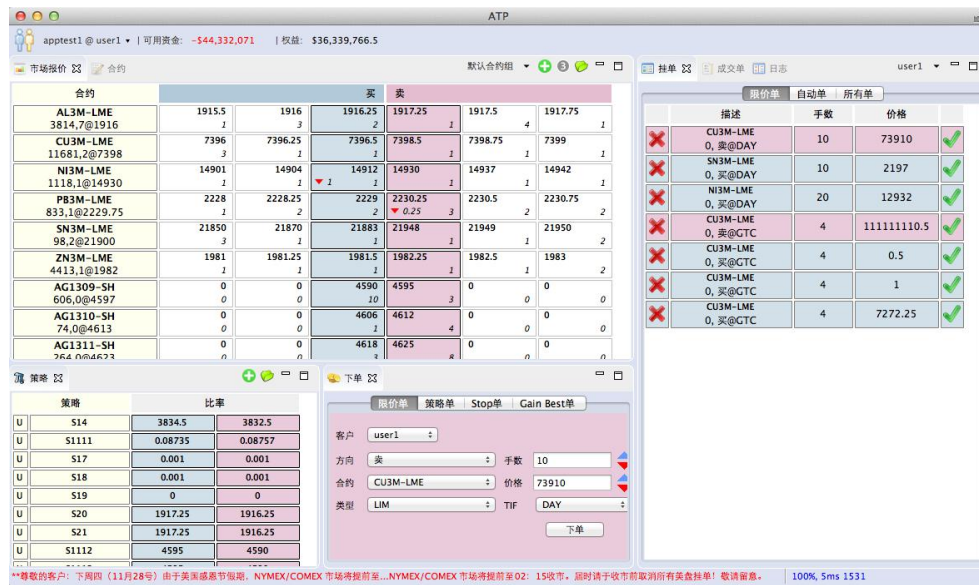 ATP
apptest1 @ user1 | 可用资金: -$44,332,071 | 权益: $36,339,766.5
市场报价 合约 默认合约组 3
合约 买 卖
AL3M-LME 1915.5 1916 1916.25 1917.25 1917.5 1917.75
3814,7@1916 1 3 2 1 4 1
CU3M-LME 7396 7396.25 7396.5 7398.5 7398.75 7399
11681,2@7398 3 1 1 1 1 1
NI3M-LME 14901 14904 14912 14930 14937 14942
1118,1@14930 1 1 1 1 1 1 1
PB3M-LME 2228 2228.25 2229 2230.25 2230.5 2230.75
833,1@2229.75 1 2 2 0.25 3 2 2
SN3M-LME 21850 21870 21883 21948 21949 21950
98,2@21900 3 1 1 1 1 2
ZN3M-LME 1981 1981.25 1981.5 1982.25 1982.5 1983
4413,1@1982 1 1 1 1 1 2
AG1309-SH 0 0 4590 4595 0 0
606,0@4597 0 0 10 3 0 0
AG1310-SH 0 0 4606 4612 0 0
74,0@4613 0 0 1 4 0 0
AG1311-SH 0 0 4618 4625 0 0
264,0@4623 0 0 3 8 0 0
挂单 成交单 日志 user1
限价单 自动单 所有单
描述 手数 价格
CU3M-LME
0, 卖@DAY 10 73910
SN3M-LME
0, 买@DAY 10 2197
NI3M-LME
0, 买@DAY 20 12932
CU3M-LME
0, 卖@GTC 4 111111110.5
CU3M-LME
0, 买@GTC 4 0.5
CU3M-LME
0, 买@GTC 4 1
CU3M-LME
0, 买@GTC 4 7272.25
策略
策略 比率
U S14 3834.5 3832.5
U S1111 0.08735 0.08757
U S17 0.001 0.001
U S18 0.001 0.001
U S19 0 0
U S20 1917.25 1916.25
U S21 1917.25 1916.25
U S1112 4595 4590
下单
限价单 策略单 Stop单 Gain Best单
客户 user1
方向 卖 手数 10
合约 CU3M-LME 价格 73910
类型 LIM TIF DAY
下单
**尊敬的客户: 下周四 (11月28号) 由于美国感恩节假期, NYMEX/COMEX 市场将提前至...NYMEX/COMEX 市场将提前至02: 15收市。届时请于收市前取消所有美盘挂单! 敬请留意。 100%, 5ms 1531